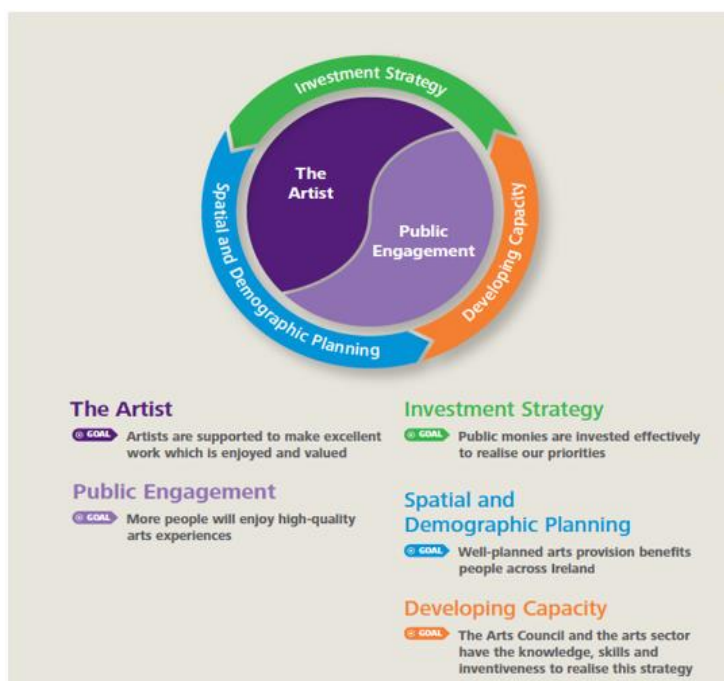 Investment Strategy
The
Artist
Public
Engagement
Spatial and Demographic Planning
Developing Capacity
The Artist
GOAL Artists are supported to make excellent
work which is enjoyed and valued
Public Engagement
GOAL More people will enjoy high-quality
arts experiences
Investment Strategy
GOAL Public monies are invested effectively
to realise our priorities
Spatial and
Demographic Planning
GOAL Well-planned arts provision benefits
people across Ireland
Developing Capacity
GOAL The Arts Council and the arts sector
have the knowledge, skills and
inventiveness to realise this strategy